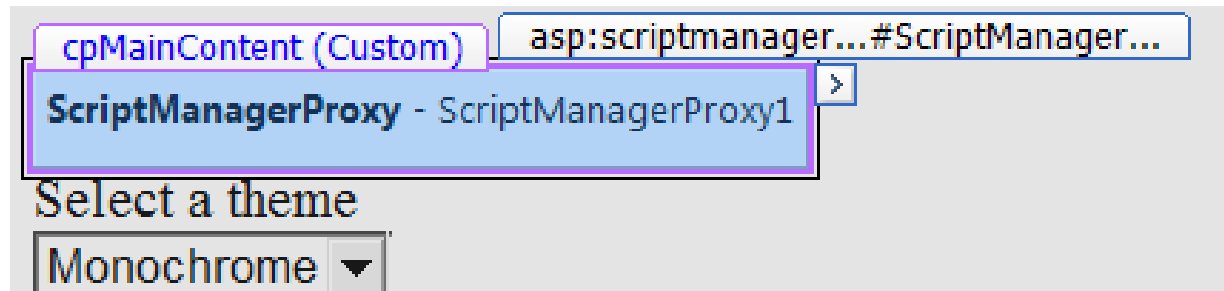 cpMainContent (Custom) asp:scriptmanager...#ScriptManager...
ScriptManagerProxy - ScriptManagerProxy1
Select a theme
Monochrome